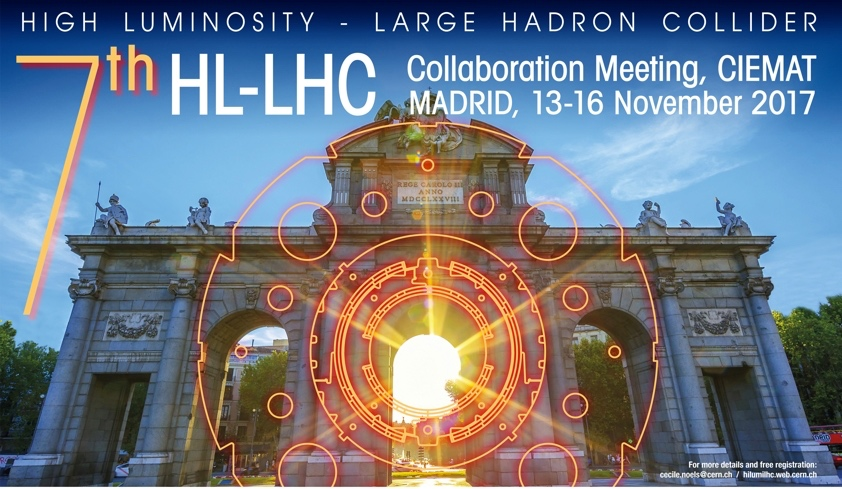 HIGH LUMINOSITY - LARGE HADRON COLLIDER
7th HL-LHC
Collaboration Meeting, CIEMAT
MADRID, 13-16 November 2017
REGE CAROLO III
ANNO
MDCCLXXVIII
For more details and free registration:
cecile.noels@cern.ch / hilumilhc.web.cern.ch